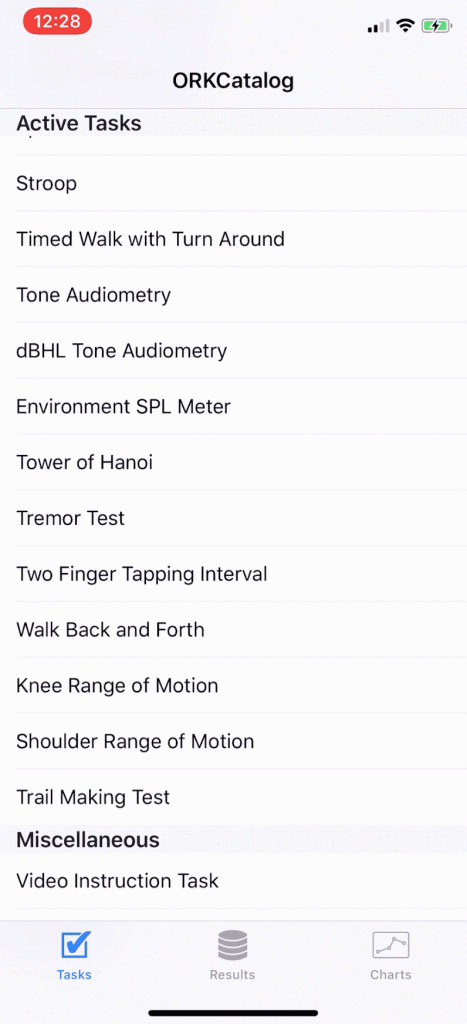 12:28
ORKCatalog
Active Tasks
Stroop
Timed Walk with Turn Around
Tone Audiometry
dBHL Tone Audiometry
Environment SPL Meter
Tower of Hanoi
Tremor Test
Two Finger Tapping Interval
Walk Back and Forth
Knee Range of Motion
Shoulder Range of Motion
Trail Making Test
Miscellaneous
Video Instruction Task
Tasks
Results
Charts